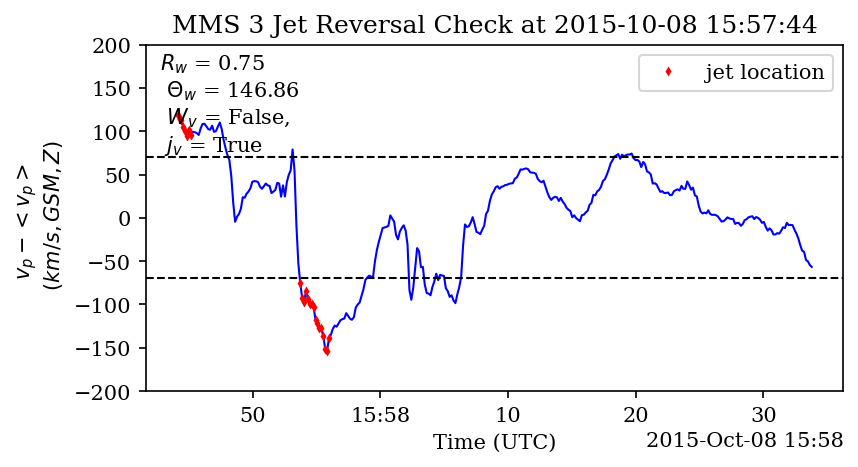 MMS 3 Jet Reversal Check at 2015-10-08 15:57:44
R_w = 0.75
Θ_w = 146.86
W_v = False,
j_v = True
jet location
v_p − < v_p >
(km/s, GSM, Z)
200
150
100
50
0
−50
−100
−150
−200
50 15:58 10 20 30
Time (UTC)
2015-Oct-08 15:58